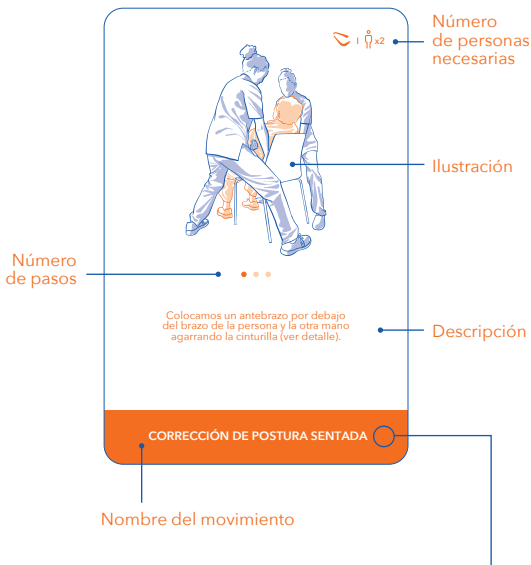 Número
de personas
necesarias
I x2
Ilustración
Número
de pasos
Colocamos un antebrazo por debajo
del brazo de la persona y la otra mano
agarrando la cinturilla (ver detalle).
Descripción
CORRECCIÓN DE POSTURA SENTADA
Nombre del movimiento